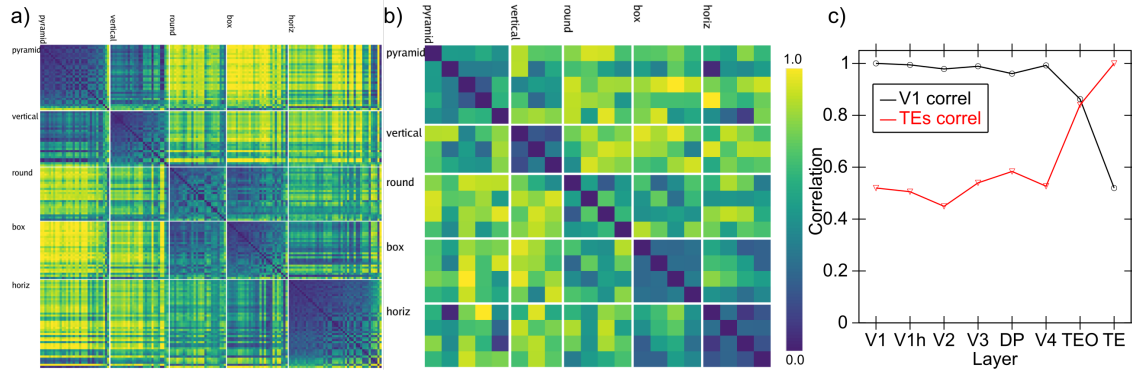 a)
pyramid
vertical
round
box
horiz
pyramid
vertical
round
box
horiz
b)
pyramid
vertical
round
box
horiz
pyramid
vertical
round
box
horiz
1.0
0.0
c)
Correlation
1
0.8
0.6
0.4
0.2
0
V1 correl
TEs correl
V1 V1h V2 V3 DP V4 TEO TE
Layer